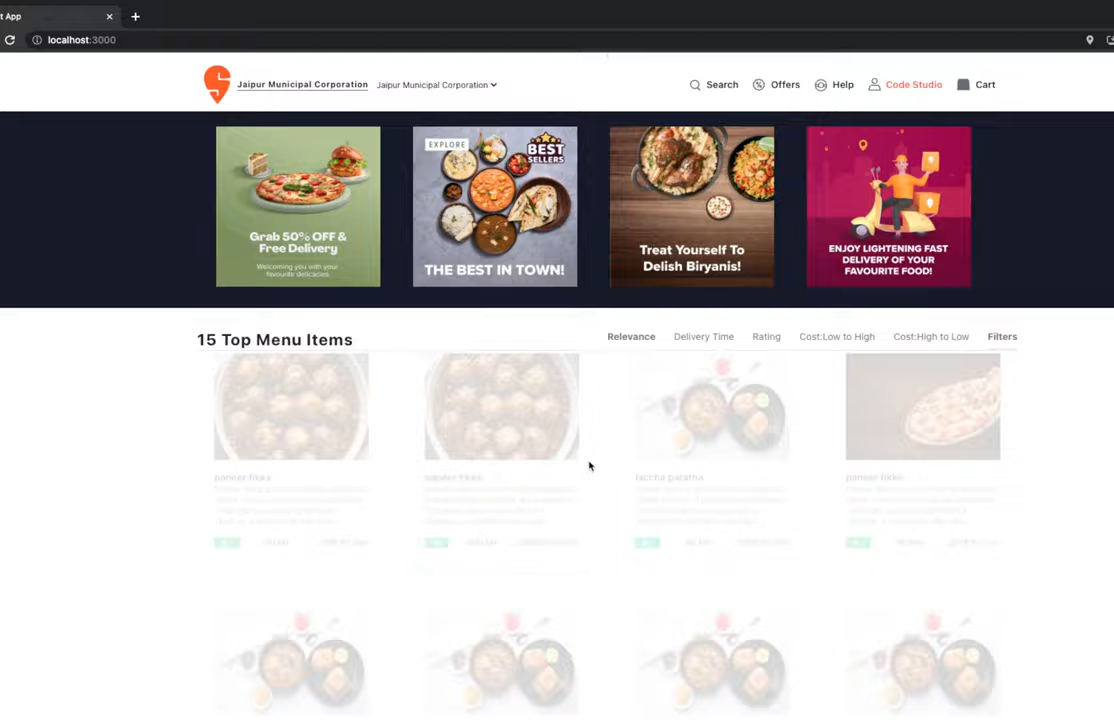 t App
localhost:3000
Jaipur Municipal Corporation Jaipur Municipal Corporation
Search Offers Help Code Studio Cart
Grab 50% OFF &
Free Delivery
Welcoming you with your
favourite delicacies.
EXPLORE
BEST
SELLERS
THE BEST IN TOWN!
Treat Yourself To
Delish Biryanis!
ENJOY LIGHTENING FAST
DELIVERY OF YOUR
FAVOURITE FOOD!
15 Top Menu Items
Relevance Delivery Time Rating Cost:Low to High Cost:High to Low Filters
paneer tikka paneer tikka laccha paratha paneer tikka